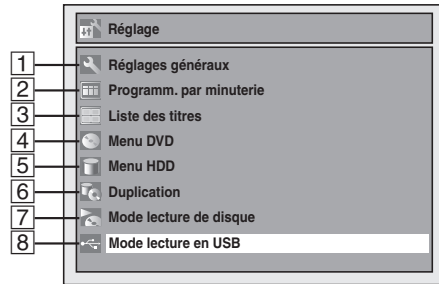 Réglage
1 Réglages généraux
2 Programm. par minuterie
3 Liste des titres
4 Menu DVD
5 Menu HDD
6 Duplication
7 Mode lecture de disque
8 Mode lecture en USB